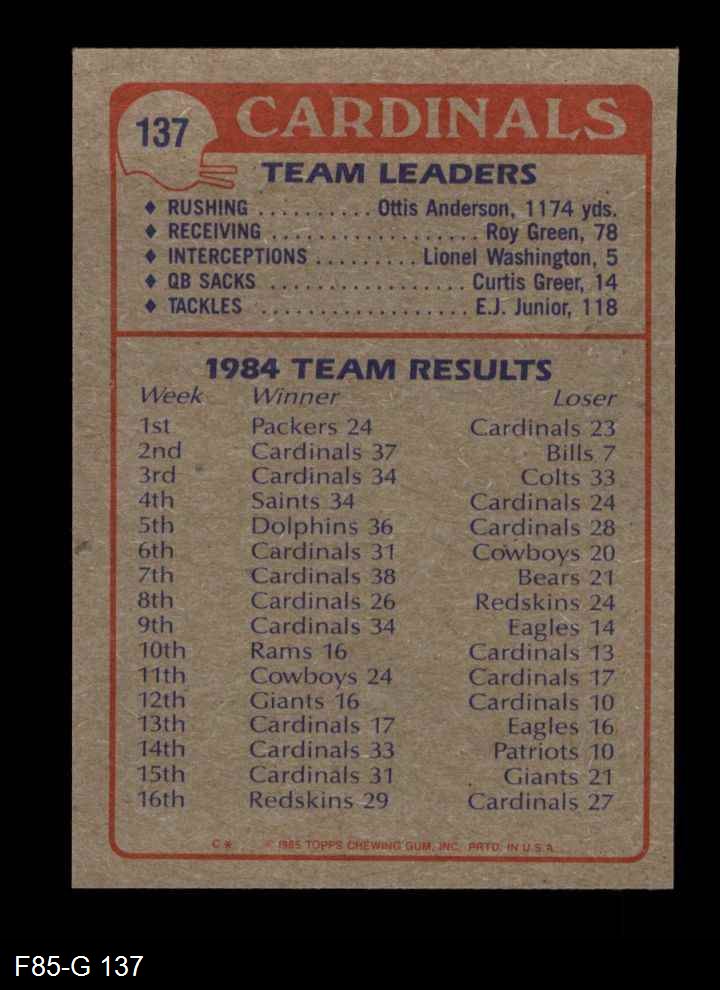 137 CARDINALS
TEAM LEADERS
♦ RUSHING .......... Ottis Anderson, 1174 yds.
♦ RECEIVING .................. Roy Green, 78
♦ INTERCEPTIONS ......... Lionel Washington, 5
♦ QB SACKS ................. Curtis Greer, 14
♦ TACKLES .................. E.J. Junior, 118
1984 TEAM RESULTS
Week Winner Loser
1st Packers 24 Cardinals 23
2nd Cardinals 37 Bills 7
3rd Cardinals 34 Colts 33
4th Saints 34 Cardinals 24
5th Dolphins 36 Cardinals 28
6th Cardinals 31 Cowboys 20
7th Cardinals 38 Bears 21
8th Cardinals 26 Redskins 24
9th Cardinals 34 Eagles 14
10th Rams 16 Cardinals 13
11th Cowboys 24 Cardinals 17
12th Giants 16 Cardinals 10
13th Cardinals 17 Eagles 16
14th Cardinals 33 Patriots 10
15th Cardinals 31 Giants 21
16th Redskins 29 Cardinals 27
C* © 1985 TOPPS CHEWING GUM, INC. PRTD. IN U.S.A.
F85-G 137